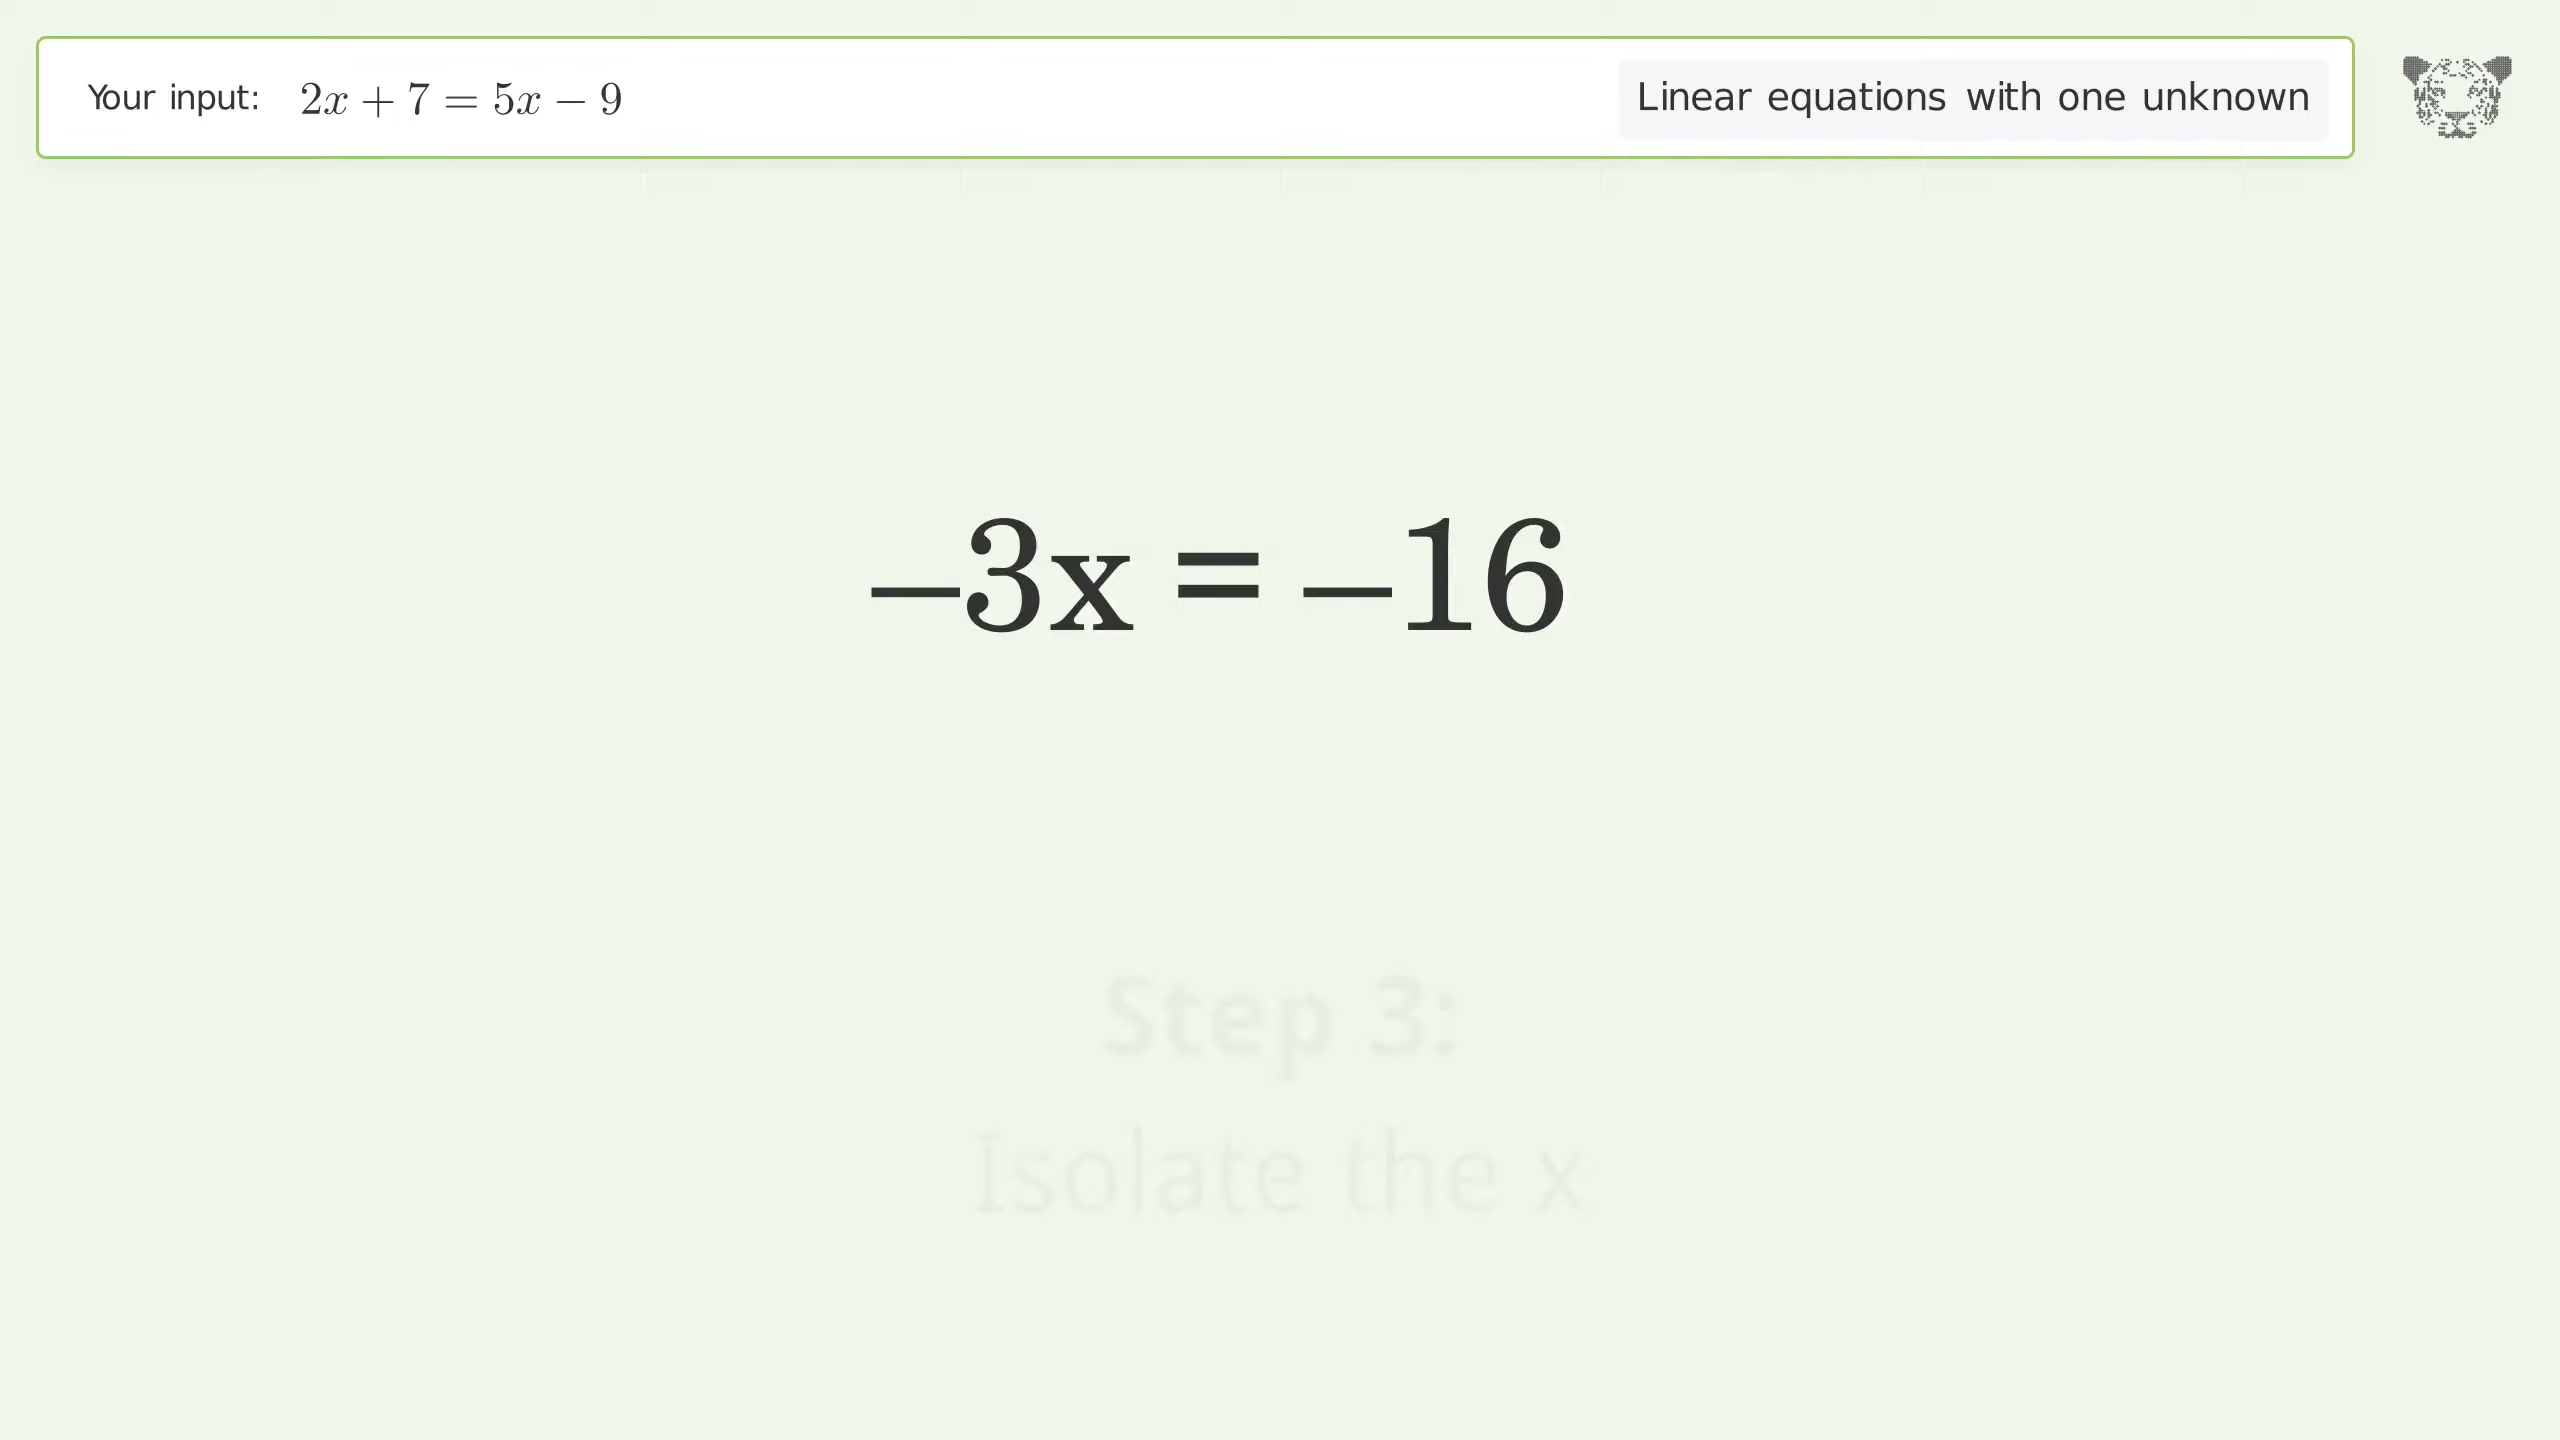 Your input: 2x + 7 = 5x − 9
Linear equations with one unknown
−3x = −16
Step 3:
Isolate the x